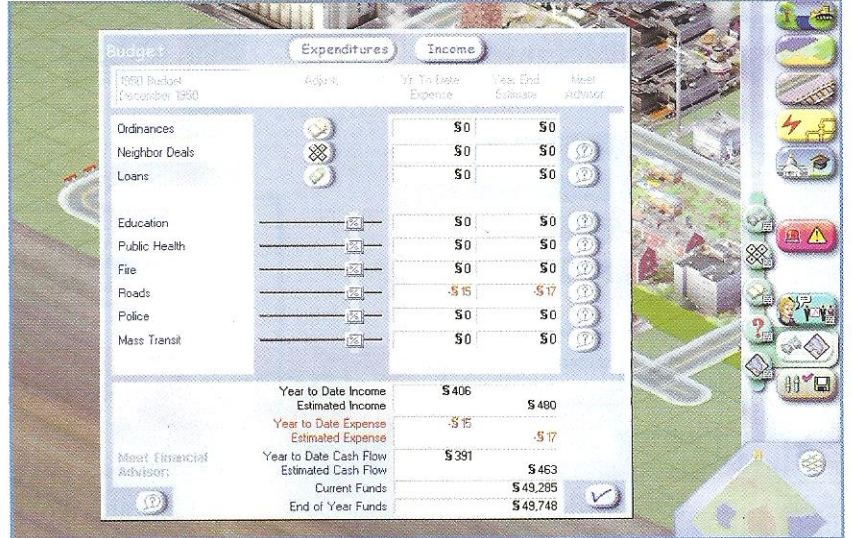 Budget
Expenditures Income
1950 Budget
December 1950
Adjust
Yr. To Date
Expense
Year End
Estimate
Meet
Advisor
Ordinances §0 §0
Neighbor Deals §0 §0
Loans §0 §0
Education % §0 §0
Public Health % §0 §0
Fire % §0 §0
Roads % -§15 -§17
Police % §0 §0
Mass Transit % §0 §0
Year to Date Income §406
Estimated Income §480
Year to Date Expense -§15
Estimated Expense -§17
Year to Date Cash Flow §391
Estimated Cash Flow §463
Meet Financial
Advisor:
Current Funds §49,285
End of Year Funds §49,748